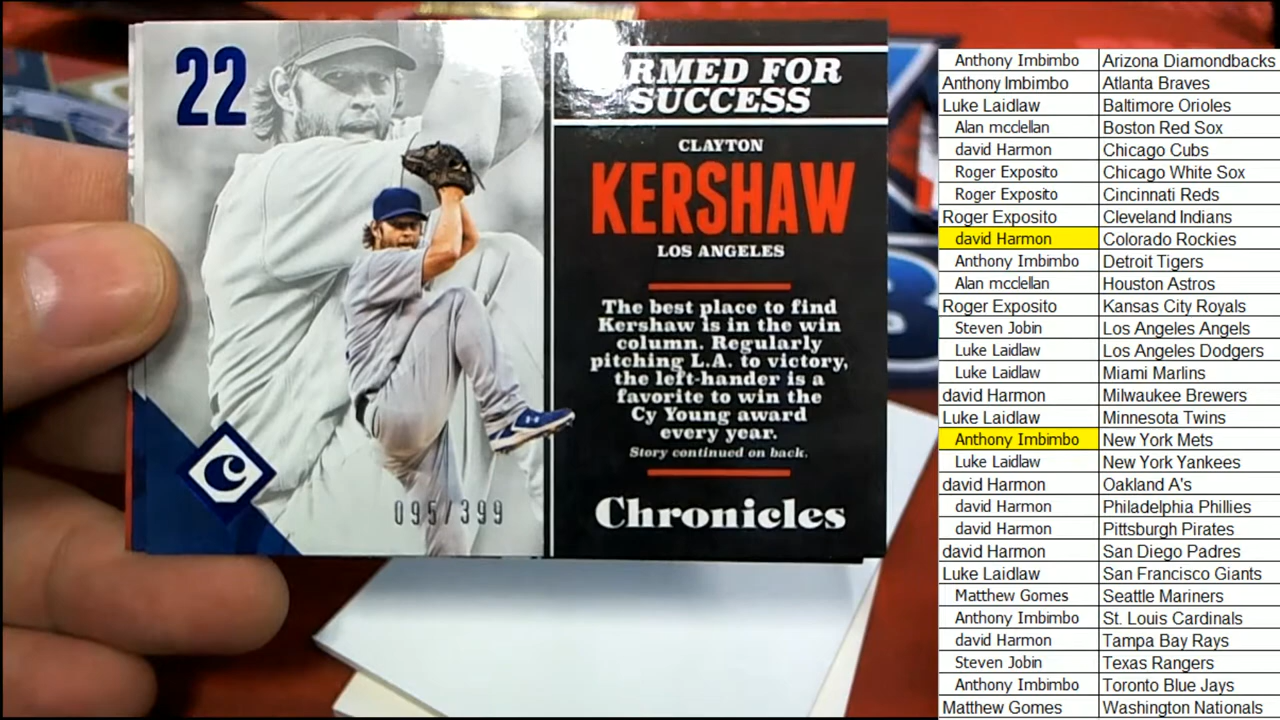 22
ARMED FOR
SUCCESS
CLAYTON
KERSHAW
LOS ANGELES
The best place to find
Kershaw is in the win
column. Regularly
pitching L.A. to victory,
the left-hander is a
favorite to win the
Cy Young award
every year.
Story continued on back.
Chronicles
C
095/399
Anthony Imbimbo Arizona Diamondbacks
Anthony Imbimbo Atlanta Braves
Luke Laidlaw Baltimore Orioles
Alan mcclellan Boston Red Sox
david Harmon Chicago Cubs
Roger Exposito Chicago White Sox
Roger Exposito Cincinnati Reds
Roger Exposito Cleveland Indians
david Harmon Colorado Rockies
Anthony Imbimbo Detroit Tigers
Alan mcclellan Houston Astros
Roger Exposito Kansas City Royals
Steven Jobin Los Angeles Angels
Luke Laidlaw Los Angeles Dodgers
Luke Laidlaw Miami Marlins
david Harmon Milwaukee Brewers
Luke Laidlaw Minnesota Twins
Anthony Imbimbo New York Mets
Luke Laidlaw New York Yankees
david Harmon Oakland A's
david Harmon Philadelphia Phillies
david Harmon Pittsburgh Pirates
david Harmon San Diego Padres
Luke Laidlaw San Francisco Giants
Matthew Gomes Seattle Mariners
Anthony Imbimbo St. Louis Cardinals
david Harmon Tampa Bay Rays
Steven Jobin Texas Rangers
Anthony Imbimbo Toronto Blue Jays
Matthew Gomes Washington Nationals